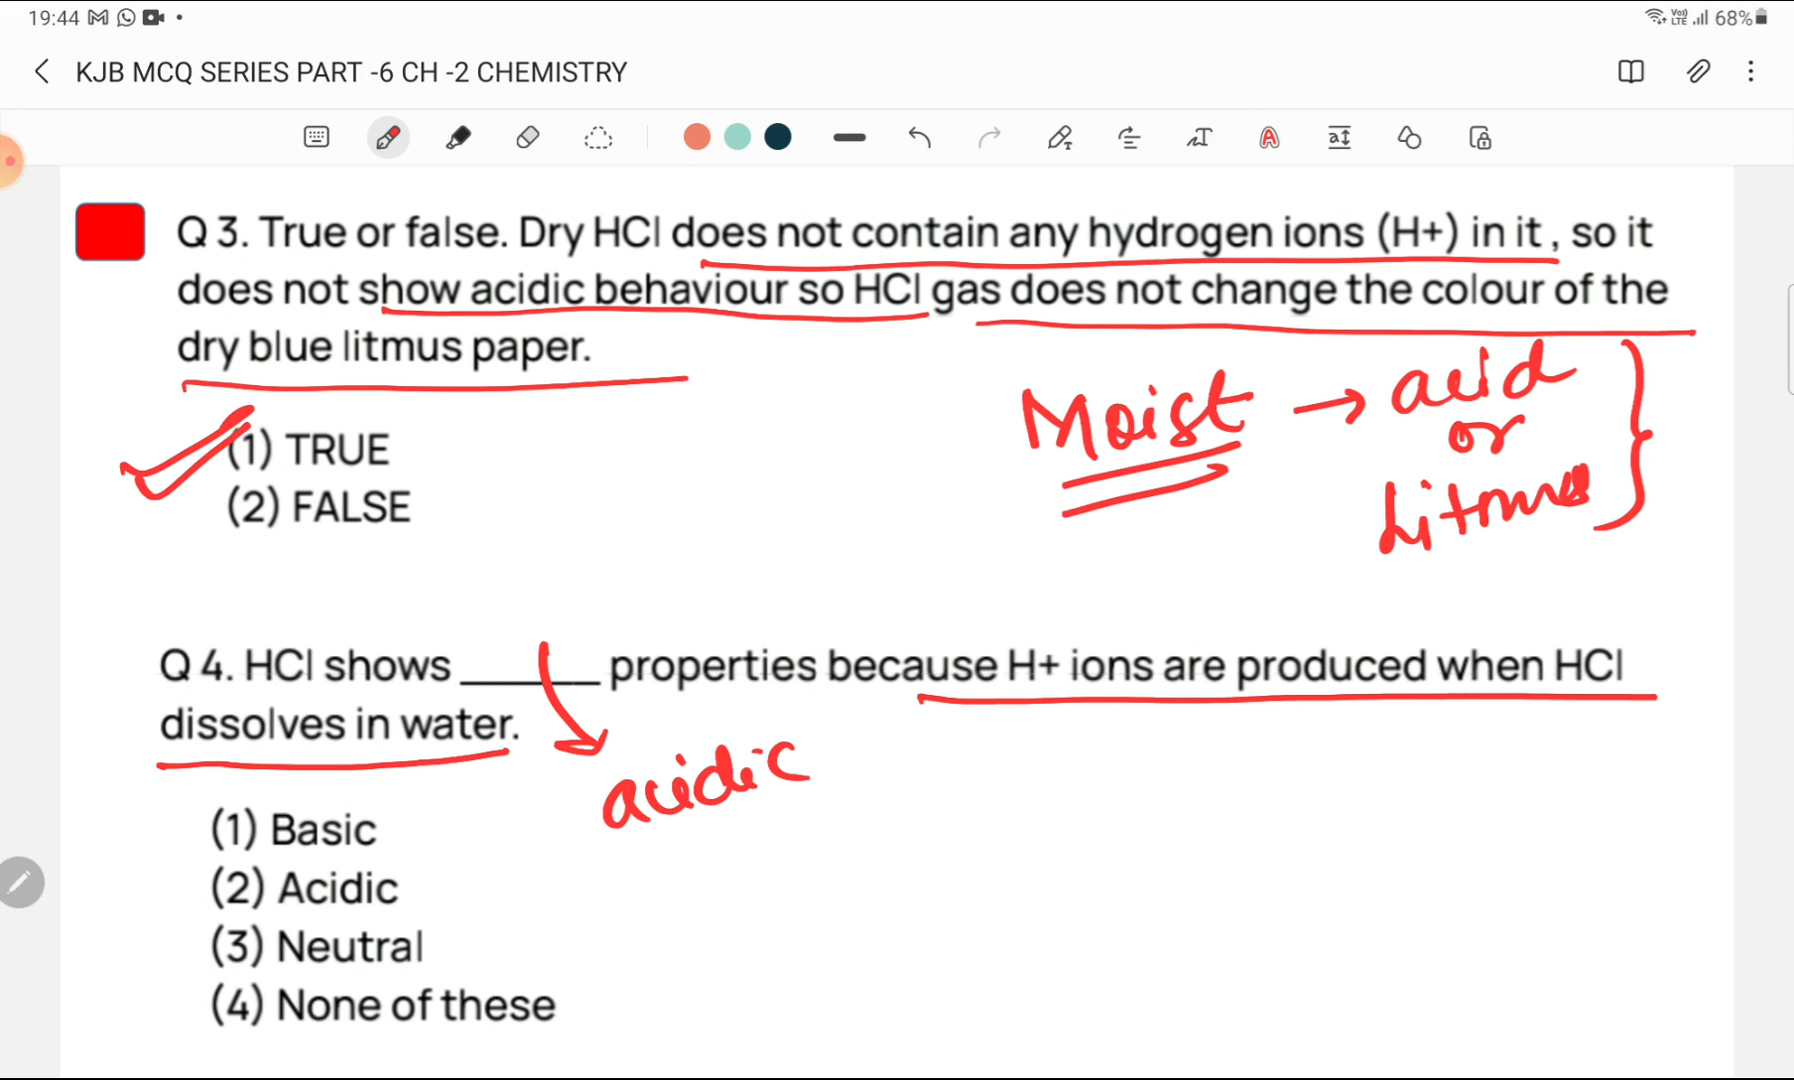 19:44
Vo) LTE 68%
KJB MCQ SERIES PART -6 CH -2 CHEMISTRY
Q 3. True or false. Dry HCl does not contain any hydrogen ions (H+) in it , so it
does not show acidic behaviour so HCl gas does not change the colour of the
dry blue litmus paper.
Moist → acid
or
Litmus
(1) TRUE
(2) FALSE
Q 4. HCl shows ______ properties because H+ ions are produced when HCl
dissolves in water.
acidic
(1) Basic
(2) Acidic
(3) Neutral
(4) None of these